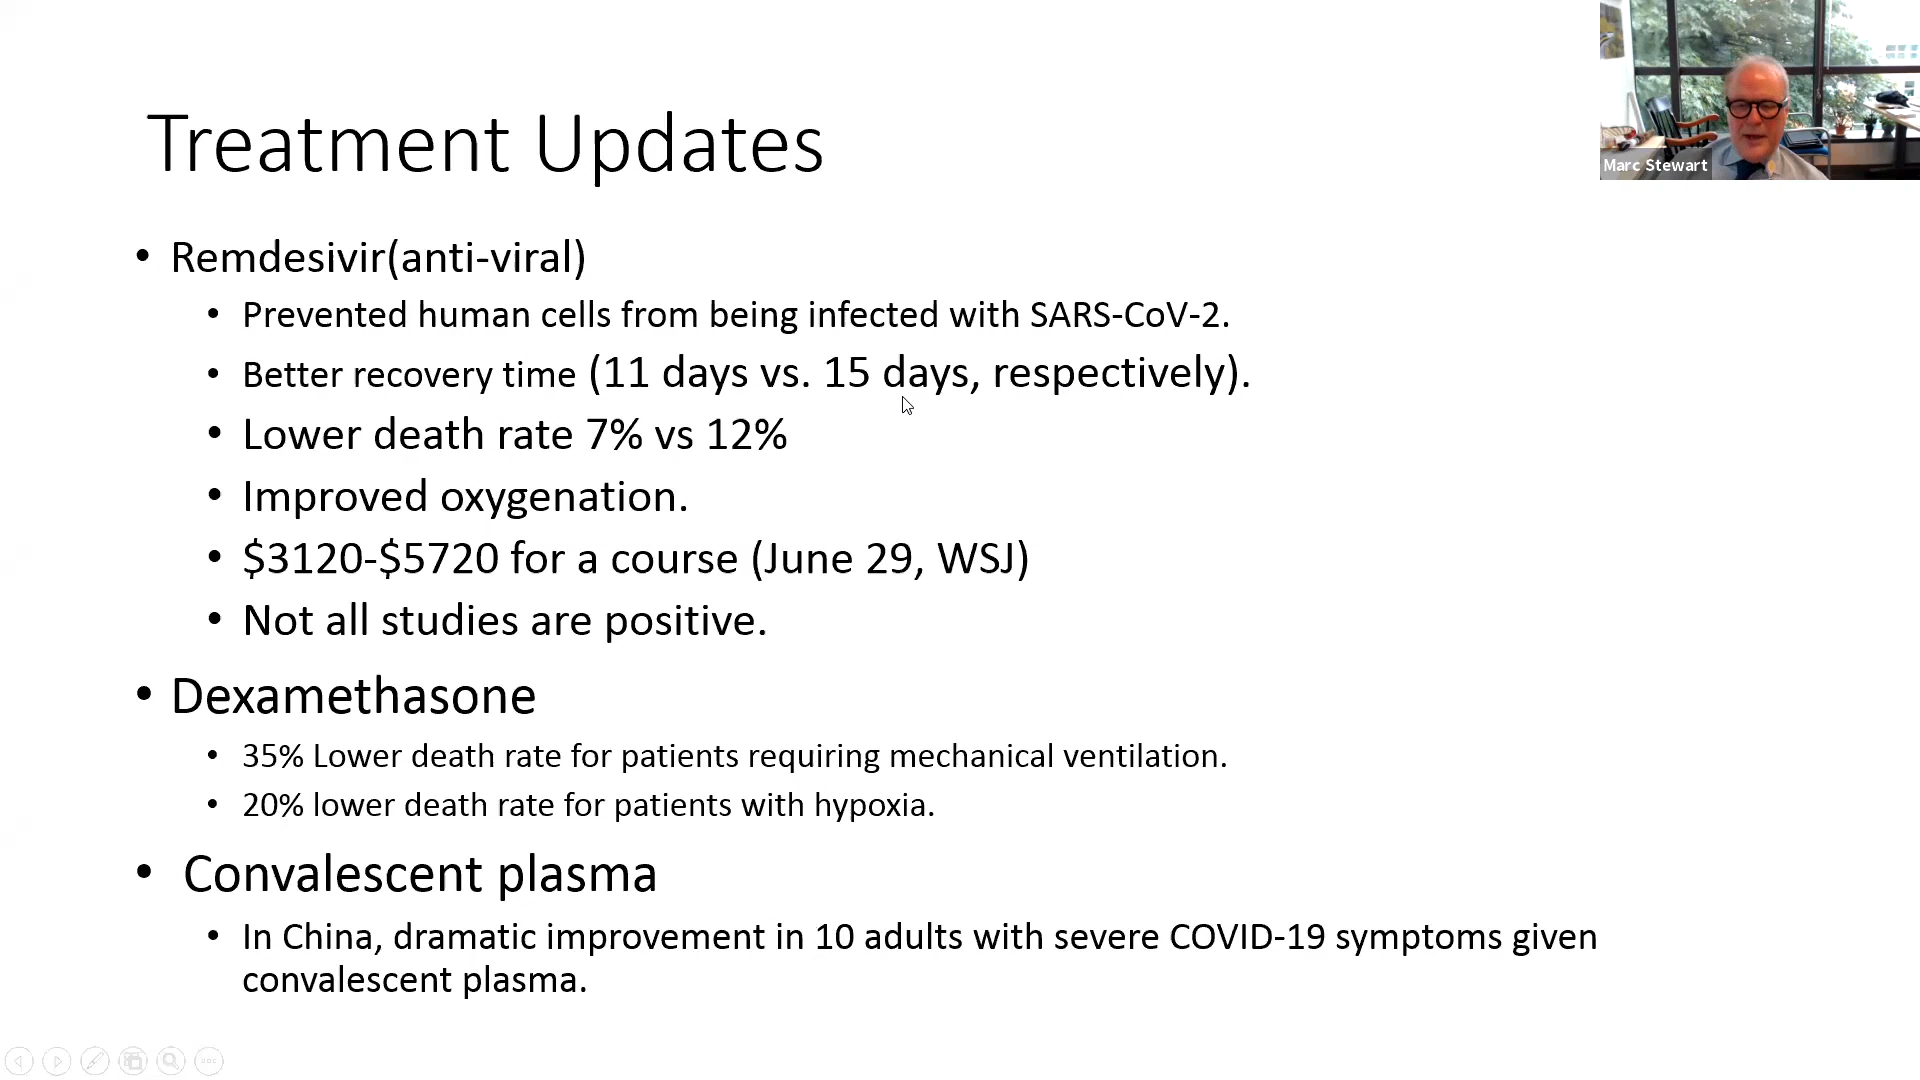 Treatment Updates
Marc Stewart
• Remdesivir(anti-viral)
• Prevented human cells from being infected with SARS-CoV-2.
• Better recovery time (11 days vs. 15 days, respectively).
• Lower death rate 7% vs 12%
• Improved oxygenation.
• $3120-$5720 for a course (June 29, WSJ)
• Not all studies are positive.
• Dexamethasone
• 35% Lower death rate for patients requiring mechanical ventilation.
• 20% lower death rate for patients with hypoxia.
• Convalescent plasma
• In China, dramatic improvement in 10 adults with severe COVID-19 symptoms given
convalescent plasma.